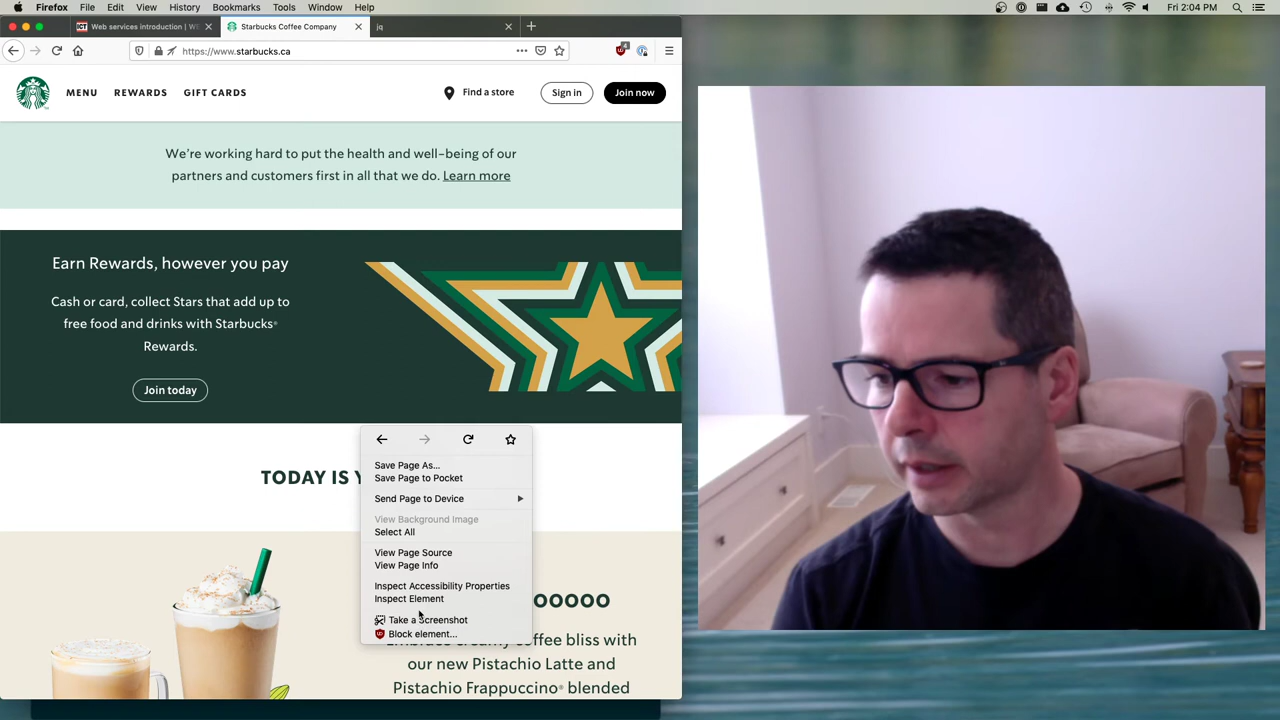 Firefox File Edit View History Bookmarks Tools Window Help
Fri 2:04 PM
Web services introduction | W
Starbucks Coffee Company
jq
https://www.starbucks.ca
MENU REWARDS GIFT CARDS
Find a store
Sign in
Join now
We're working hard to put the health and well-being of our
partners and customers first in all that we do. Learn more
Earn Rewards, however you pay
Cash or card, collect Stars that add up to
free food and drinks with Starbucks®
Rewards.
Join today
TODAY IS Y
Save Page As...
Save Page to Pocket
Send Page to Device
View Background Image
Select All
View Page Source
View Page Info
Inspect Accessibility Properties
Inspect Element
Take a Screenshot
Block element...
ooooo
coffee bliss with
our new Pistachio Latte and
Pistachio Frappuccino® blended